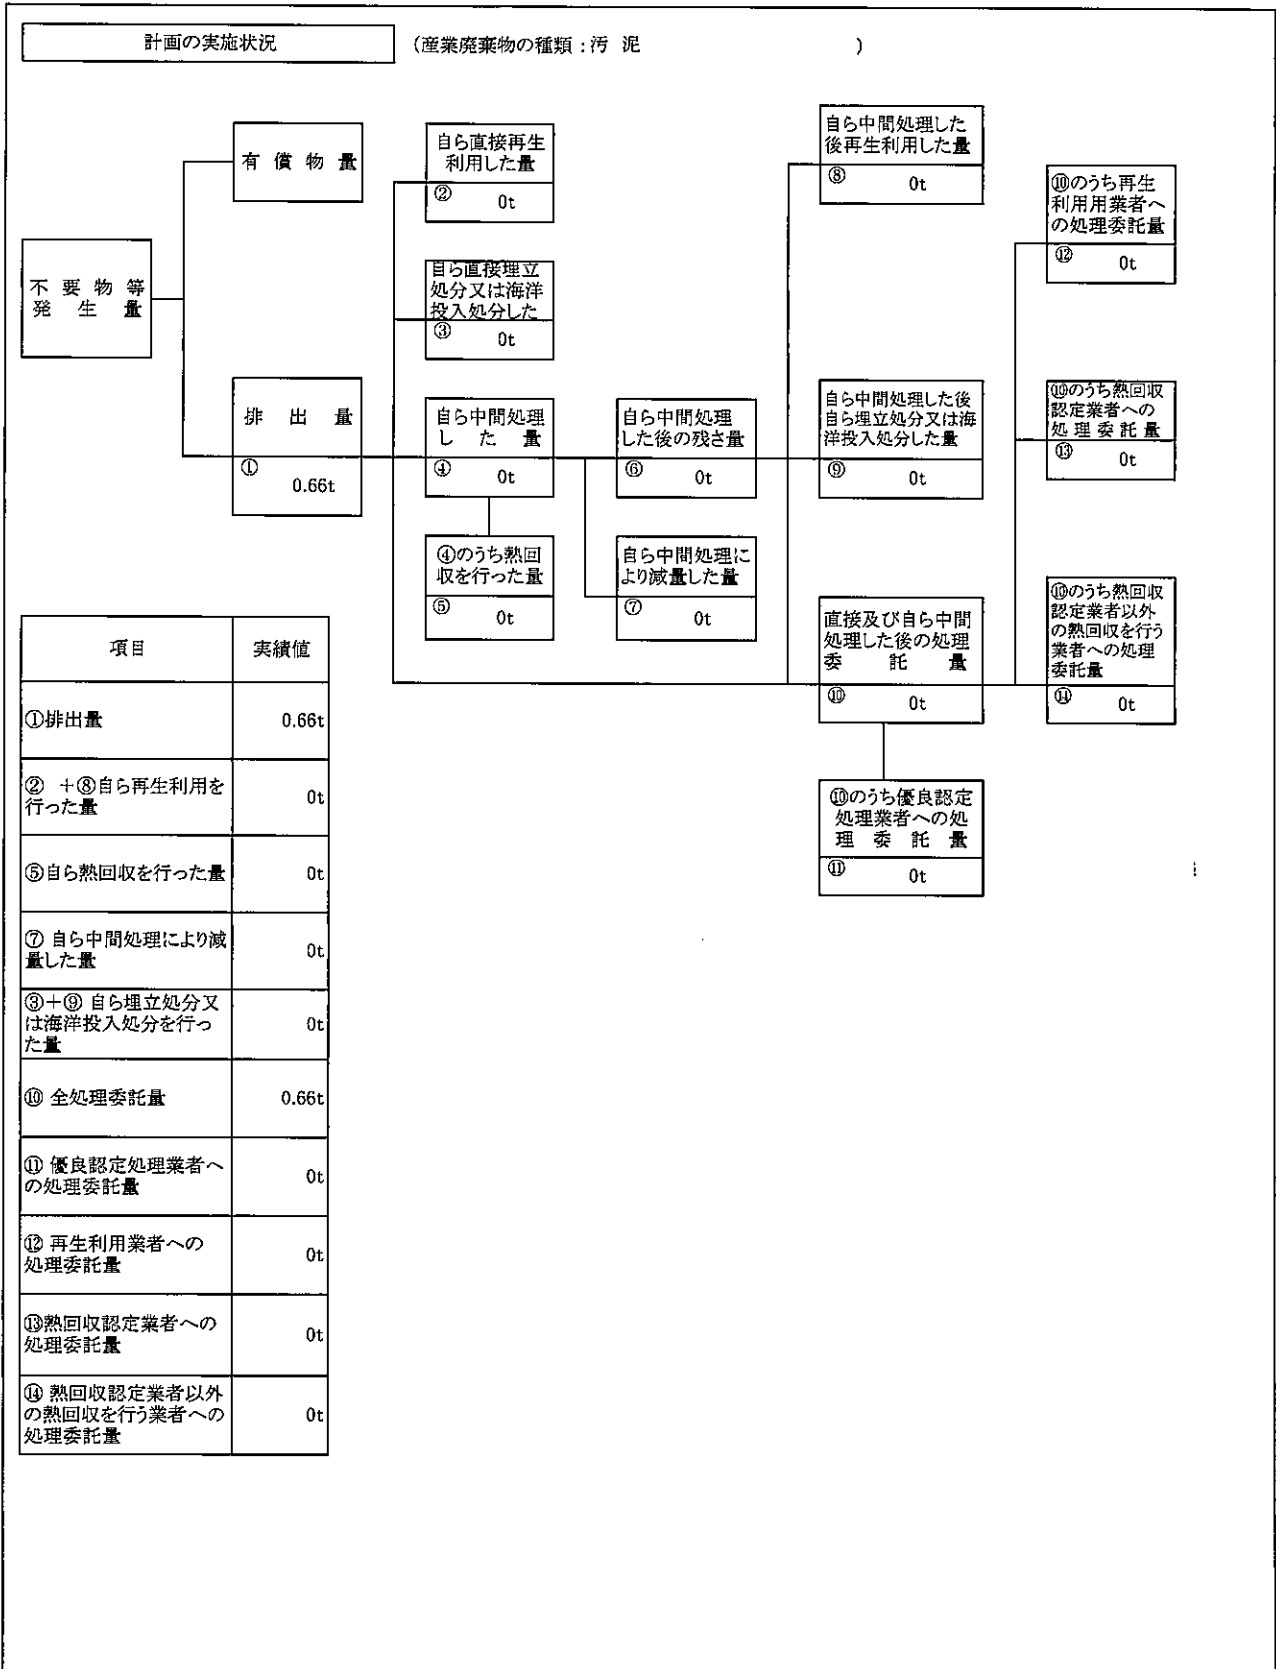 計画の実施状況
(産業廃棄物の種類:汚 泥 )
有 償 物 量
不 要 物 等
発 生 量
排 出 量
① 0.66t
自ら直接再生
利用した量
② 0t
自ら直接埋立
処分又は海洋
投入処分した
③ 0t
自ら中間処理
し た 量
④ 0t
④のうち熱回
収を行った量
⑤ 0t
自ら中間処理
した後の残さ量
⑥ 0t
自ら中間処理に
より減量した量
⑦ 0t
自ら中間処理した
後再生利用した量
⑧ 0t
自ら中間処理した後
自ら埋立処分又は海
洋投入処分した量
⑨ 0t
直接及び自ら中間
処理した後の処理
委 託 量
⑩ 0t
⑩のうち優良認定
処理業者への処
理 委 託 量
⑪ 0t
⑩のうち再生
利用用業者へ
の処理委託量
⑫ 0t
⑩のうち熱回収
認定業者への
処 理 委 託 量
⑬ 0t
⑩のうち熱回収
認定業者以外
の熱回収を行う
業者への処理
委託量
⑭ 0t
項目 実績値
①排出量 0.66t
② +⑧自ら再生利用を
行った量 0t
⑤自ら熱回収を行った量 0t
⑦ 自ら中間処理により減
量した量 0t
③+⑨ 自ら埋立処分又
は海洋投入処分を行っ
た量 0t
⑩ 全処理委託量 0.66t
⑪ 優良認定処理業者へ
の処理委託量 0t
⑫ 再生利用業者への
処理委託量 0t
⑬熱回収認定業者への
処理委託量 0t
⑭ 熱回収認定業者以外
の熱回収を行う業者への
処理委託量 0t